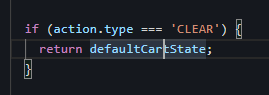 if (action.type === 'CLEAR') {
return defaultCartState;
}